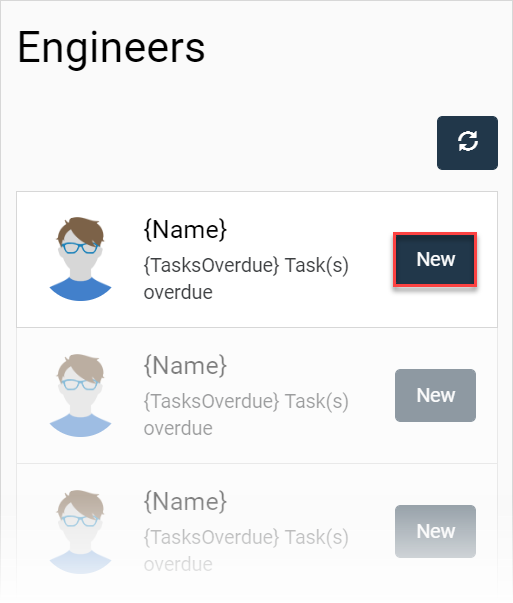 Engineers
{Name}
{TasksOverdue} Task(s)
overdue
New
{Name}
{TasksOverdue} Task(s)
overdue
New
{Name}
{TasksOverdue} Task(s)
overdue
New